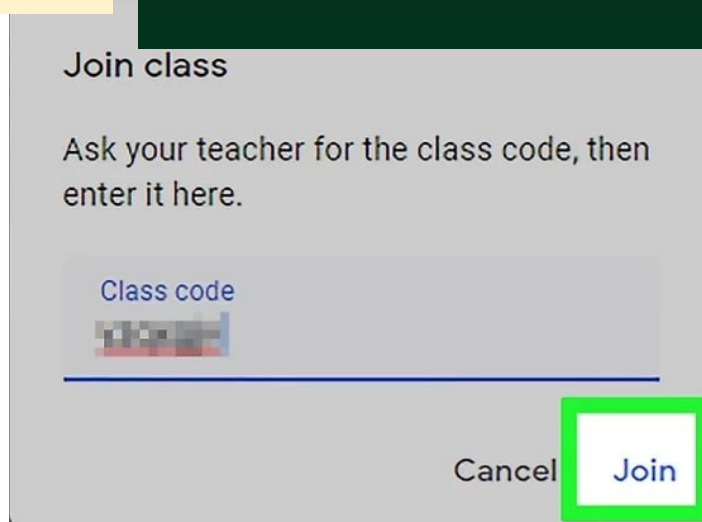 Join class
Ask your teacher for the class code, then
enter it here.
Class code
Cancel Join